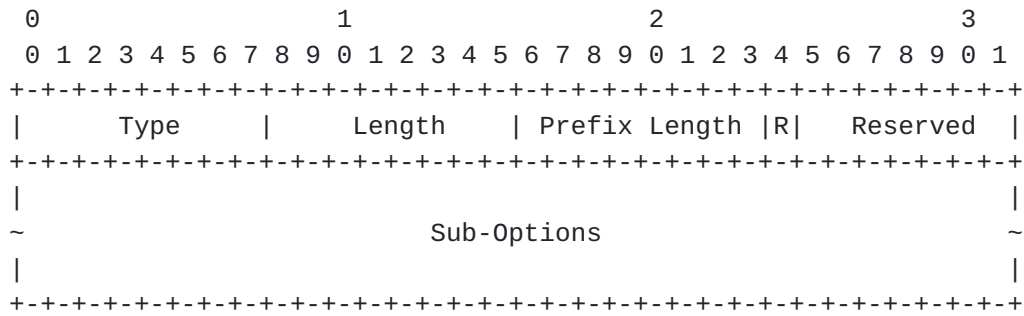 0                   1                   2                   3
 0 1 2 3 4 5 6 7 8 9 0 1 2 3 4 5 6 7 8 9 0 1 2 3 4 5 6 7 8 9 0 1
+-+-+-+-+-+-+-+-+-+-+-+-+-+-+-+-+-+-+-+-+-+-+-+-+-+-+-+-+-+-+-+-+
|      Type     |     Length    | Prefix Length |R|   Reserved  |
+-+-+-+-+-+-+-+-+-+-+-+-+-+-+-+-+-+-+-+-+-+-+-+-+-+-+-+-+-+-+-+-+
|                                                               |
~                          Sub-Options                          ~
|                                                               |
+-+-+-+-+-+-+-+-+-+-+-+-+-+-+-+-+-+-+-+-+-+-+-+-+-+-+-+-+-+-+-+-+